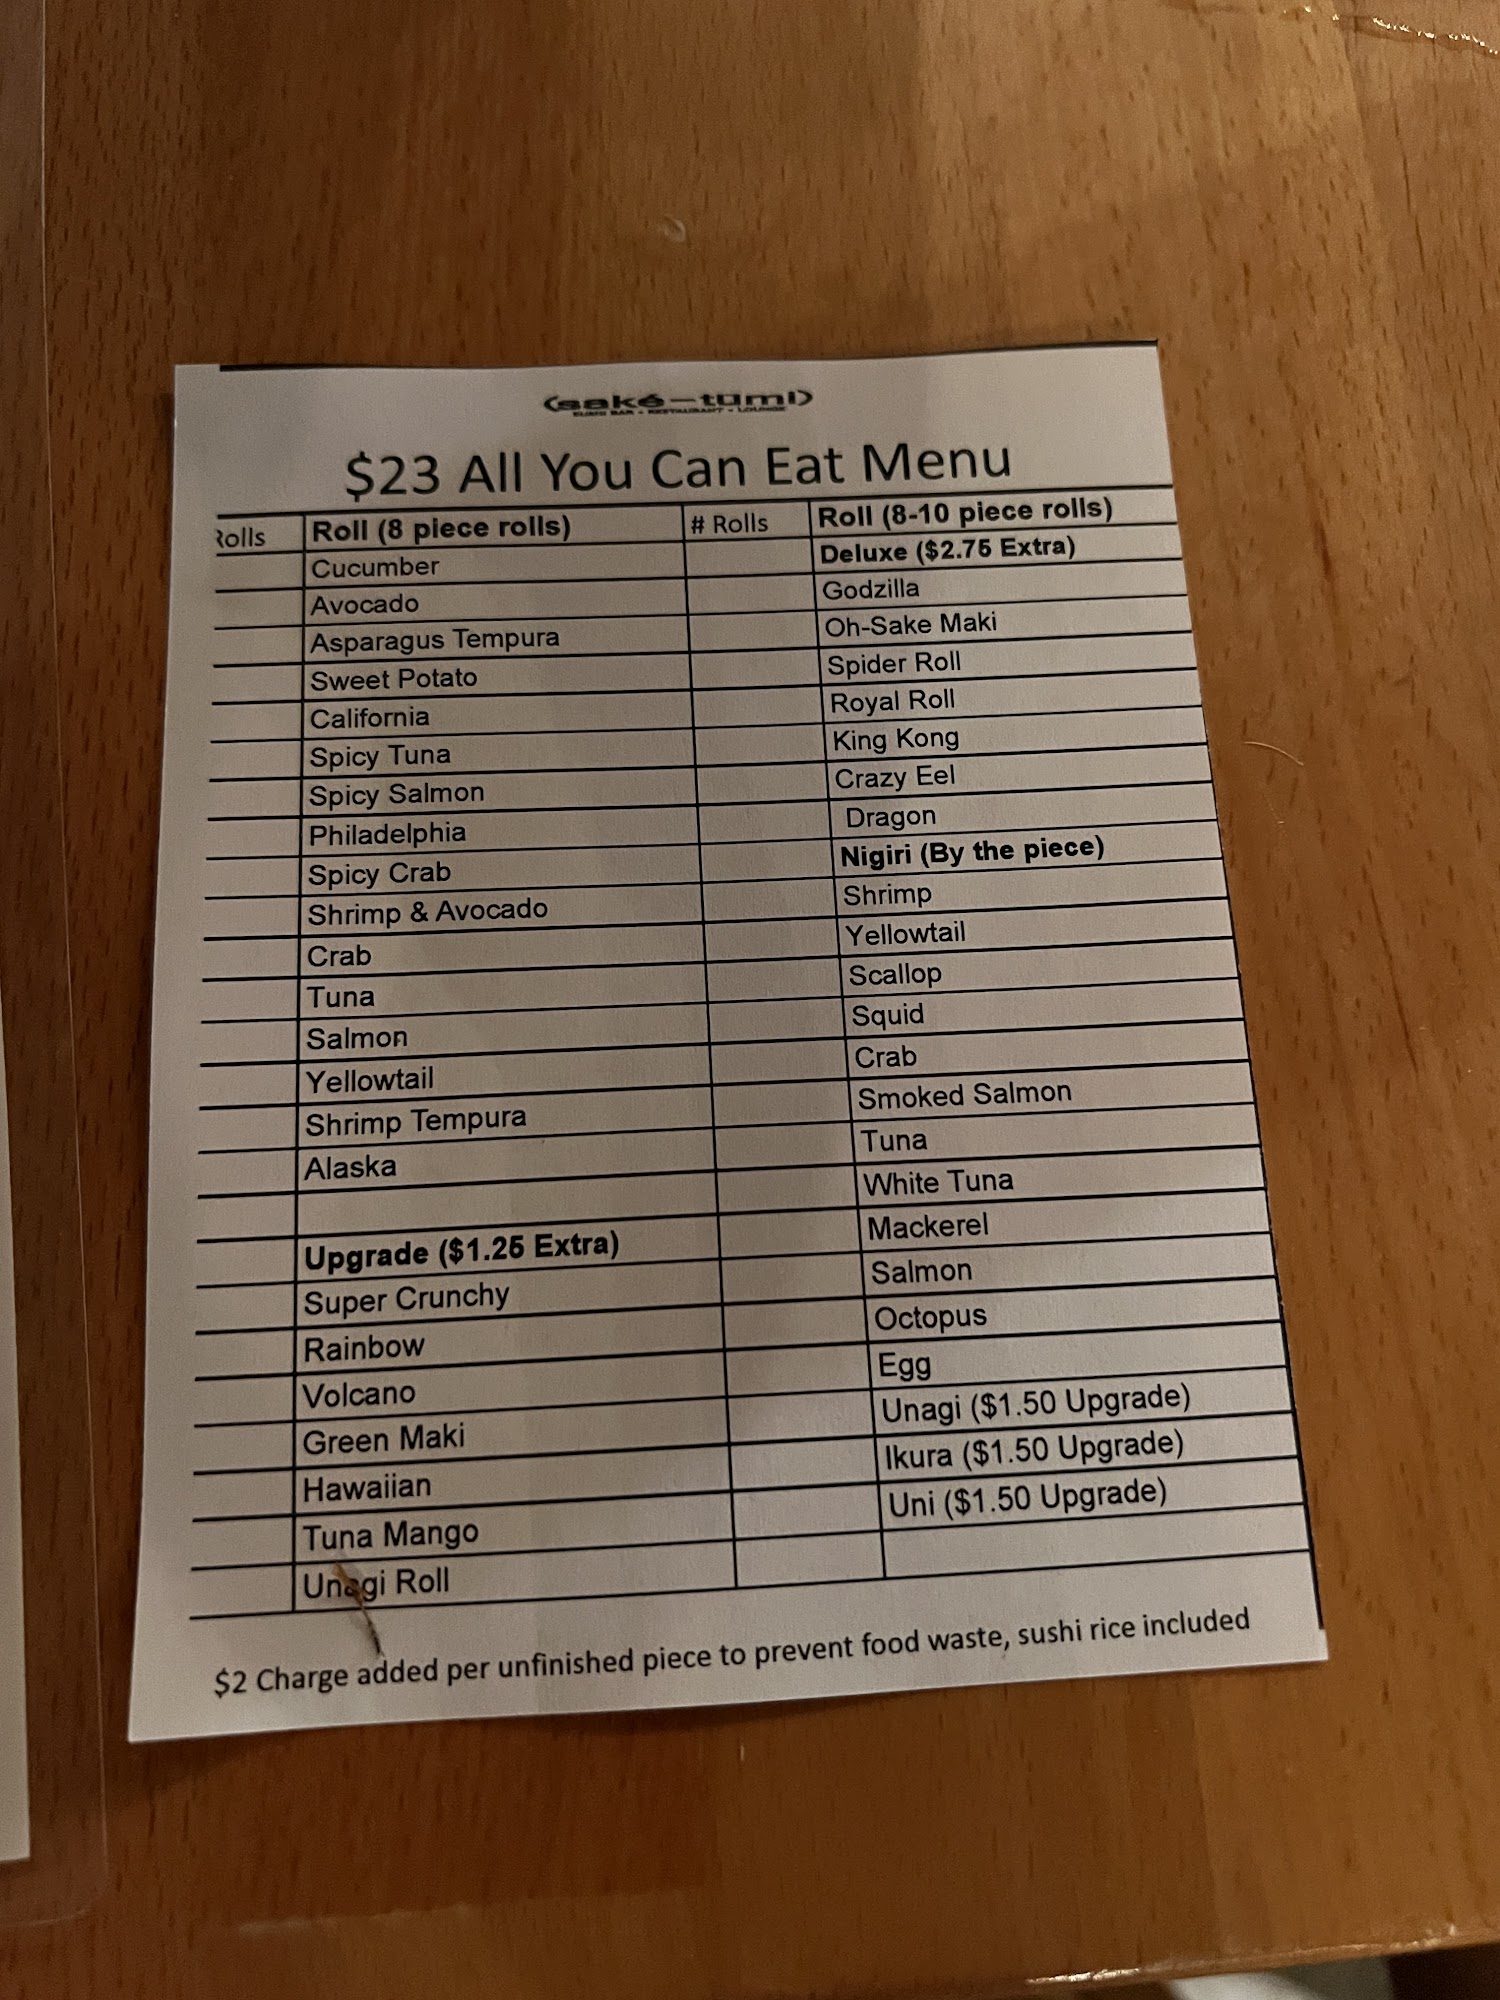 (saké-tümi)
SUSHI BAR - RESTAURANT - LOUNGE
$23 All You Can Eat Menu
Rolls Roll (8 piece rolls) # Rolls Roll (8-10 piece rolls)
Cucumber Deluxe ($2.75 Extra)
Avocado Godzilla
Asparagus Tempura Oh-Sake Maki
Sweet Potato Spider Roll
California Royal Roll
Spicy Tuna King Kong
Spicy Salmon Crazy Eel
Philadelphia Dragon
Spicy Crab Nigiri (By the piece)
Shrimp & Avocado Shrimp
Crab Yellowtail
Tuna Scallop
Salmon Squid
Yellowtail Crab
Shrimp Tempura Smoked Salmon
Alaska Tuna
White Tuna
Upgrade ($1.25 Extra) Mackerel
Super Crunchy Salmon
Rainbow Octopus
Volcano Egg
Green Maki Unagi ($1.50 Upgrade)
Hawaiian Ikura ($1.50 Upgrade)
Tuna Mango Uni ($1.50 Upgrade)
Unagi Roll
$2 Charge added per unfinished piece to prevent food waste, sushi rice included